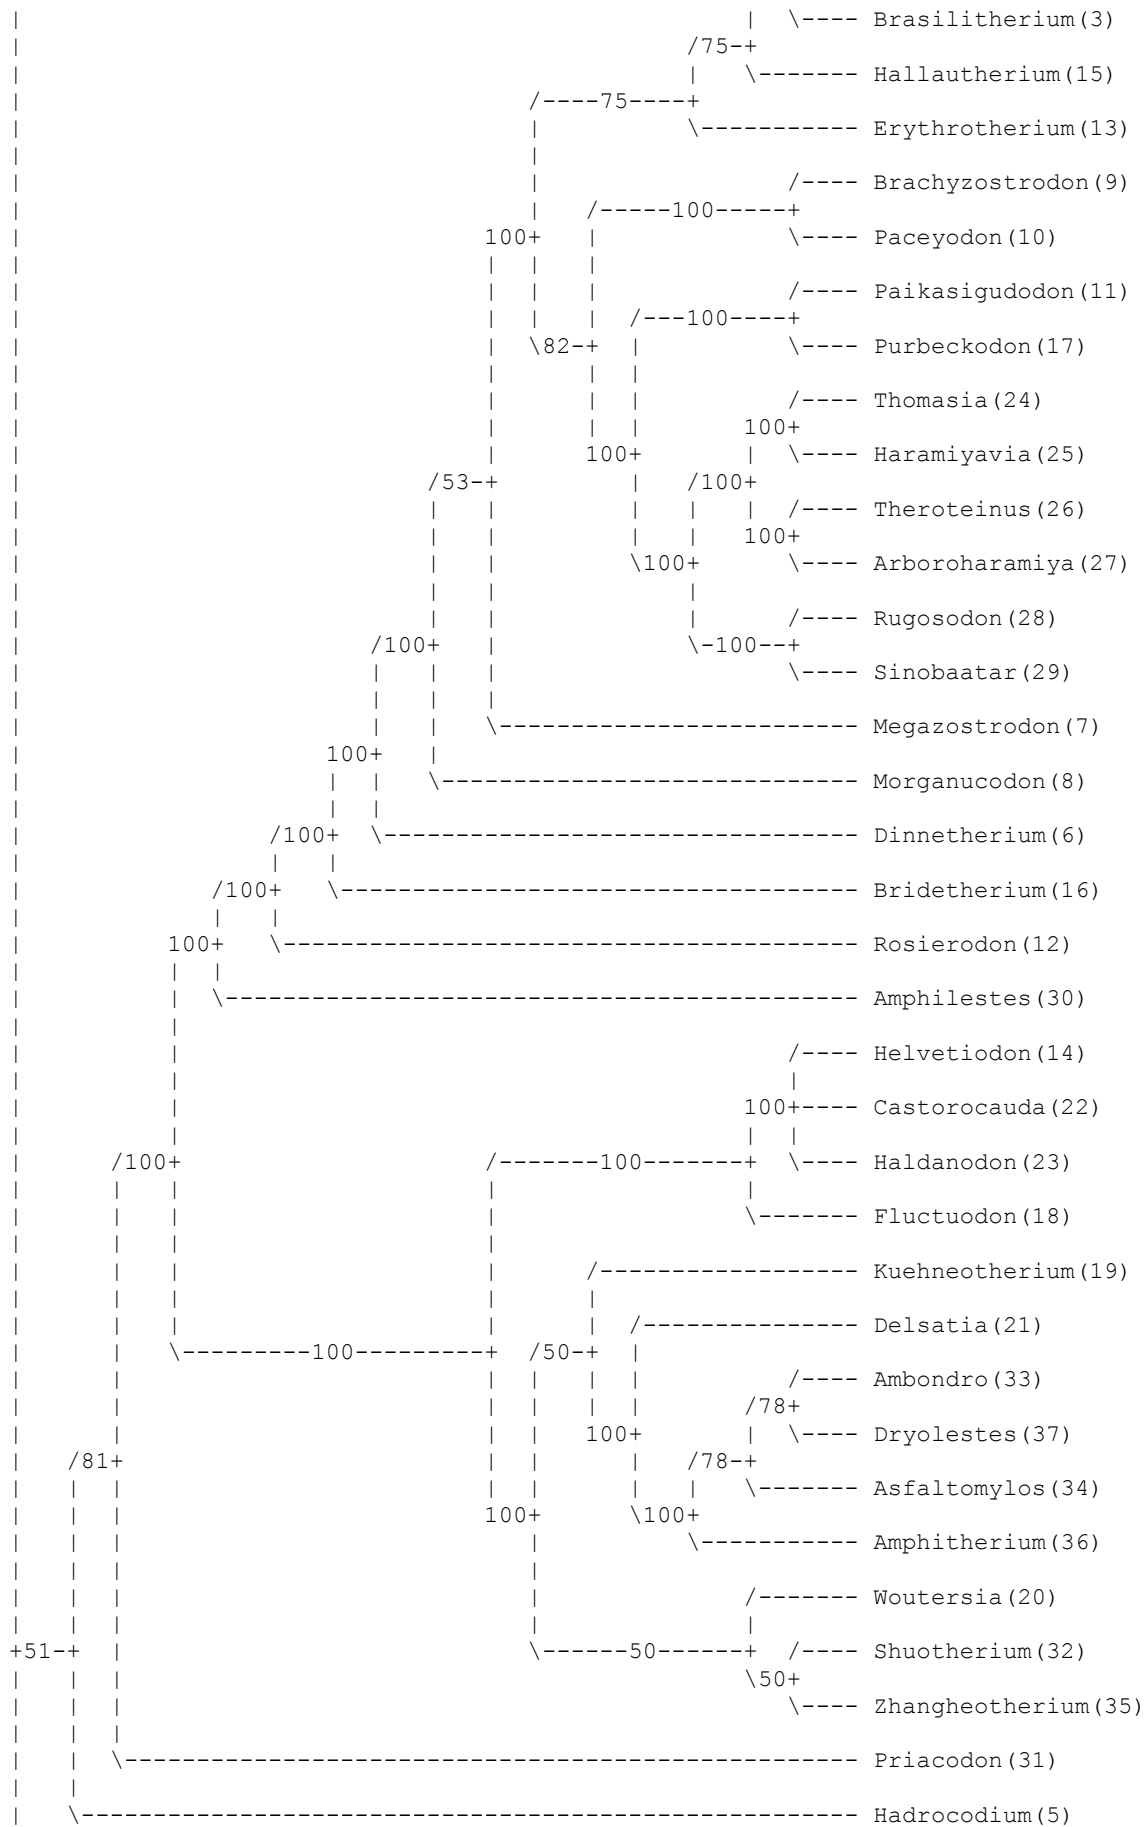 |                                                  |  \---- Brasilitherium(3)
|                                              /75-+
|                                              |   \------- Hallautherium(15)
|                                   /----75----+
|                                   |          \----------- Erythrotherium(13)
|                                   |
|                                   |                 /---- Brachyzostrodon(9)
|                                   |   /-----100-----+
|                                100+   |             \---- Paceyodon(10)
|                                |  |   |
|                                |  |   |             /---- Paikasigudodon(11)
|                                |  |   |  /---100----+
|                                |  \82-+  |          \---- Purbeckodon(17)
|                                |      |  |
|                                |      |  |          /---- Thomasia(24)
|                                |      |  |       100+
|                                |      100+       |  \---- Haramiyavia(25)
|                            /53-+         |   /100+
|                            |   |         |   |   |  /---- Theroteinus(26)
|                            |   |         |   |   100+
|                            |   |         \100+      \---- Arboroharamiya(27)
|                            |   |             |
|                            |   |             |      /---- Rugosodon(28)
|                        /100+   |             \-100--+
|                        |   |   |                    \---- Sinobaatar(29)
|                        |   |   |
|                        |   |   \------------------------- Megazostrodon(7)
|                     100+   |
|                     |  |   \----------------------------- Morganucodon(8)
|                     |  |
|                 /100+  \--------------------------------- Dinnetherium(6)
|                 |   |
|             /100+   \------------------------------------ Bridetherium(16)
|             |   |
|          100+   \---------------------------------------- Rosierodon(12)
|          |  |
|          |  \-------------------------------------------- Amphilestes(30)
|          |
|          |                                          /---- Helvetiodon(14)
|          |                                          |
|          |                                       100+---- Castorocauda(22)
|          |                                       |  |
|      /100+                     /-------100-------+  \---- Haldanodon(23)
|      |   |                     |                 |
|      |   |                     |                 \------- Fluctuodon(18)
|      |   |                     |
|      |   |                     |      /------------------ Kuehneotherium(19)
|      |   |                     |      |
|      |   |                     |      |  /--------------- Delsatia(21)
|      |   \---------100---------+  /50-+  |
|      |                         |  |   |  |          /---- Ambondro(33)
|      |                         |  |   |  |       /78+
|      |                         |  |   100+       |  \---- Dryolestes(37)
|   /81+                         |  |      |   /78-+
|   |  |                         |  |      |   |   \------- Asfaltomylos(34)
|   |  |                         100+      \100+
|   |  |                            |          \----------- Amphitherium(36)
|   |  |                            |
|   |  |                            |              /------- Woutersia(20)
|   |  |                            |              |
+51-+  |                            \------50------+  /---- Shuotherium(32)
|   |  |                                           \50+
|   |  |                                              \---- Zhangheotherium(35)
|   |  |
|   |  \--------------------------------------------------- Priacodon(31)
|   |
|   \------------------------------------------------------ Hadrocodium(5)